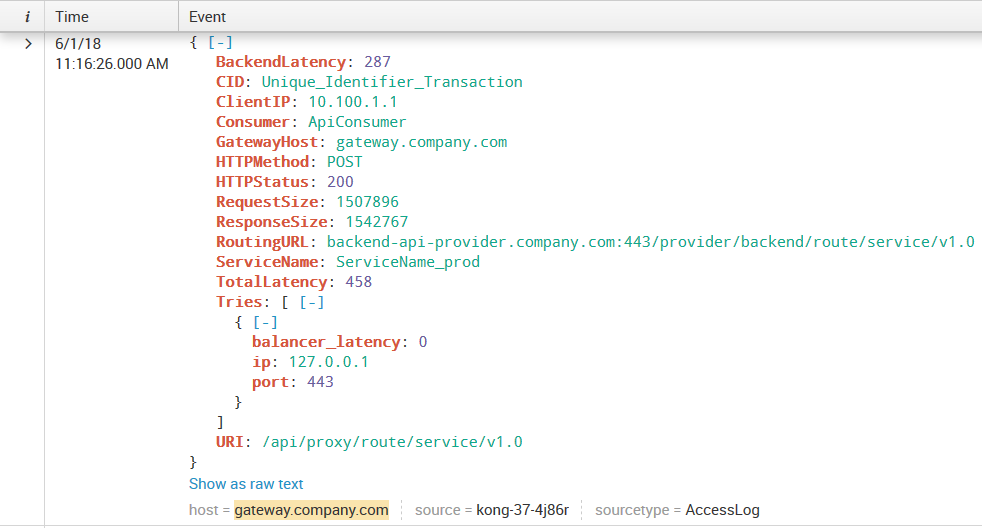 i Time Event
> 6/1/18 { [-]
11:16:26.000 AM BackendLatency: 287
CID: Unique_Identifier_Transaction
ClientIP: 10.100.1.1
Consumer: ApiConsumer
GatewayHost: gateway.company.com
HTTPMethod: POST
HTTPStatus: 200
RequestSize: 1507896
ResponseSize: 1542767
RoutingURL: backend-api-provider.company.com:443/provider/backend/route/service/v1.0
ServiceName: ServiceName_prod
TotalLatency: 458
Tries: [ [-]
{ [-]
balancer_latency: 0
ip: 127.0.0.1
port: 443
}
]
URI: /api/proxy/route/service/v1.0
}
Show as raw text
host = gateway.company.com source = kong-37-4j86r sourcetype = AccessLog